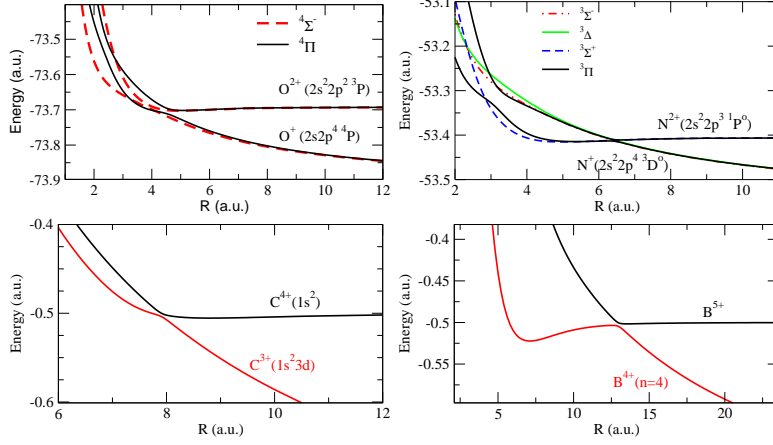 -73.5
-73.6
-73.7
-73.8
-73.9
Energy (a.u.)
⁴Σ⁻
⁴Π
O²⁺(2s²2p² ³P)
O⁺ (2s2p⁴ ⁴P)
2 4 6 8 10 12
R (a.u.)
-53.1
-53.2
-53.3
-53.4
-53.5
Energy (a.u.)
³Σ⁻
³Δ
³Σ⁺
³Π
N²⁺(2s²2p³ ¹Pᵒ)
N⁺(2s²2p⁴ ³Dᵒ)
2 4 6 8 10
R (a.u.)
-0.4
-0.5
-0.6
Energy (a.u.)
C⁴⁺(1s²)
C³⁺(1s²3d)
6 8 10 12
R (a.u.)
-0.4
-0.45
-0.5
-0.55
Energy (a.u.)
B⁵⁺
B⁴⁺(n=4)
5 10 15 20
R (a.u.)